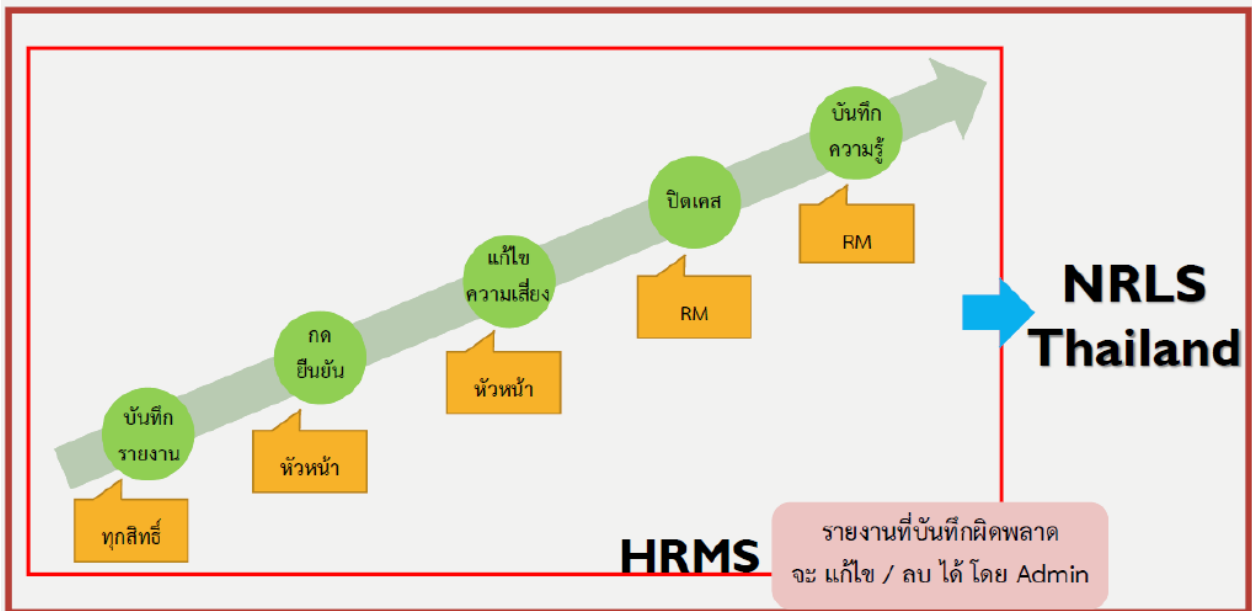 บันทึก
รายงาน
ทุกสิทธิ์
กด
ยืนยัน
หัวหน้า
แก้ไข
ความเสี่ยง
หัวหน้า
ปิดเคส
RM
บันทึก
ความรู้
RM
NRLS
Thailand
HRMS
รายงานที่บันทึกผิดพลาด
จะ แก้ไข / ลบ ได้ โดย Admin